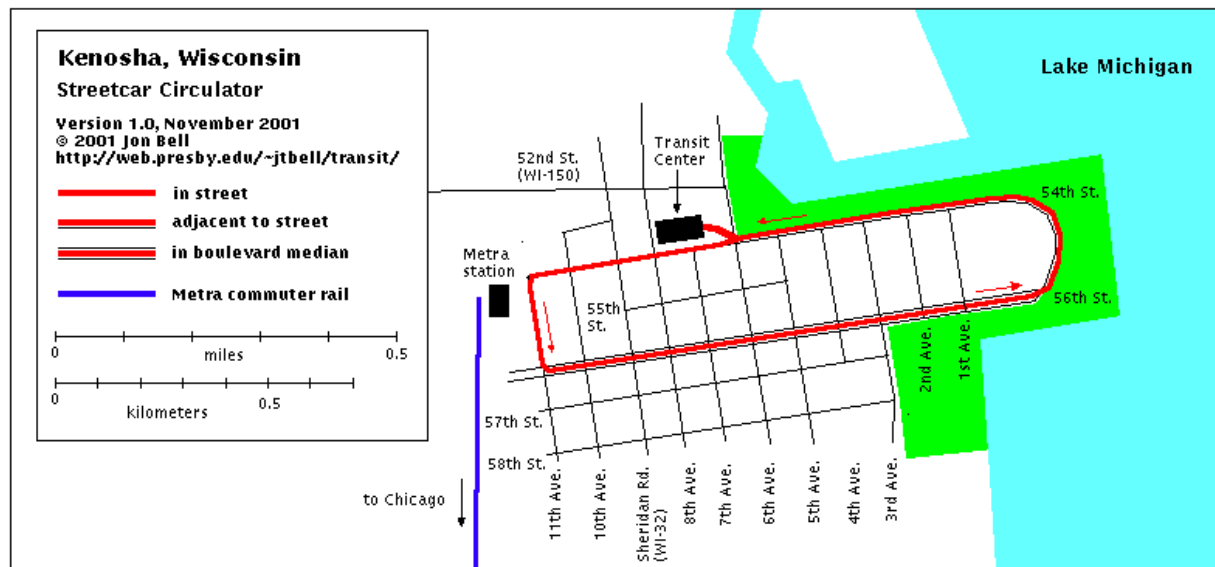 Kenosha, Wisconsin
Streetcar Circulator
Version 1.0, November 2001
© 2001 Jon Bell
http://web.presby.edu/~jtbell/transit/
in street
adjacent to street
in boulevard median
Metra commuter rail
0
miles
0.5
0
kilometers
0.5
Lake Michigan
Transit
Center
52nd St.
(WI-150)
54th St.
Metra
station
55th
St.
56th St.
57th St.
58th St.
to Chicago
11th Ave.
10th Ave.
Sheridan Rd.
(WI-32)
8th Ave.
7th Ave.
6th Ave.
5th Ave.
4th Ave.
3rd Ave.
2nd Ave.
1st Ave.